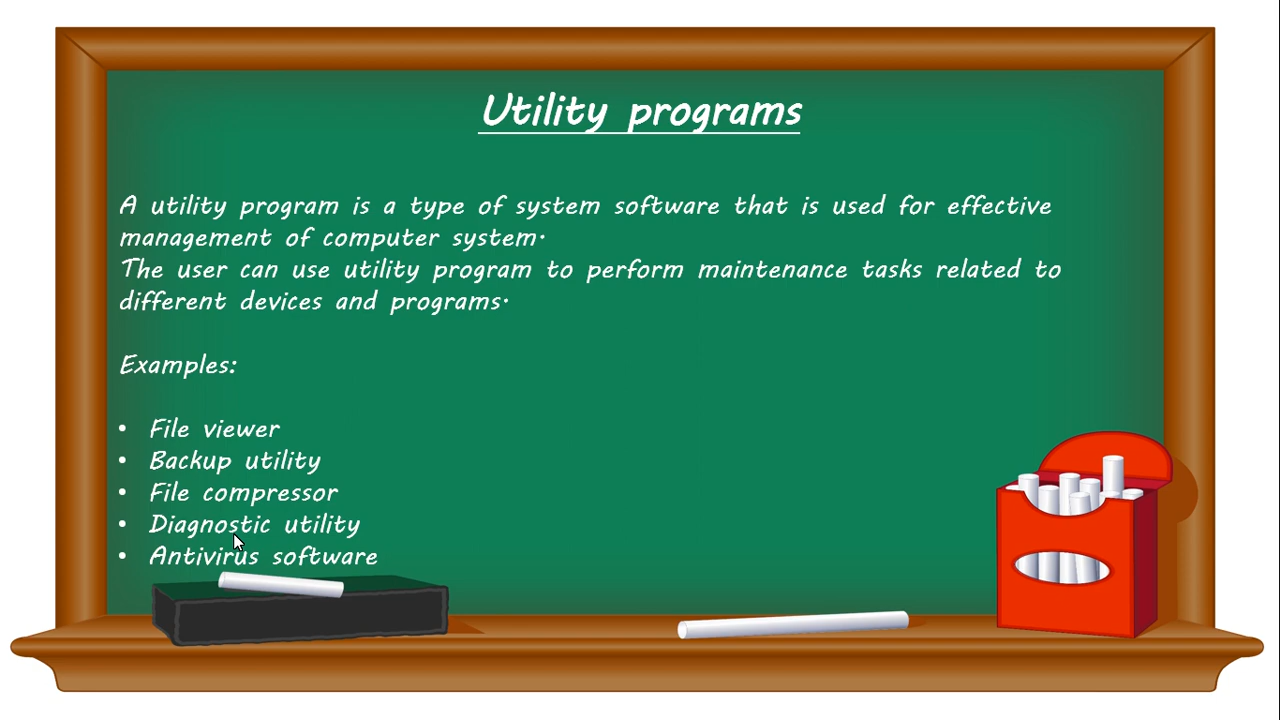 Utility programs
A utility program is a type of system software that is used for effective
management of computer system.
The user can use utility program to perform maintenance tasks related to
different devices and programs.
Examples:
• File viewer
• Backup utility
• File compressor
• Diagnostic utility
• Antivirus software